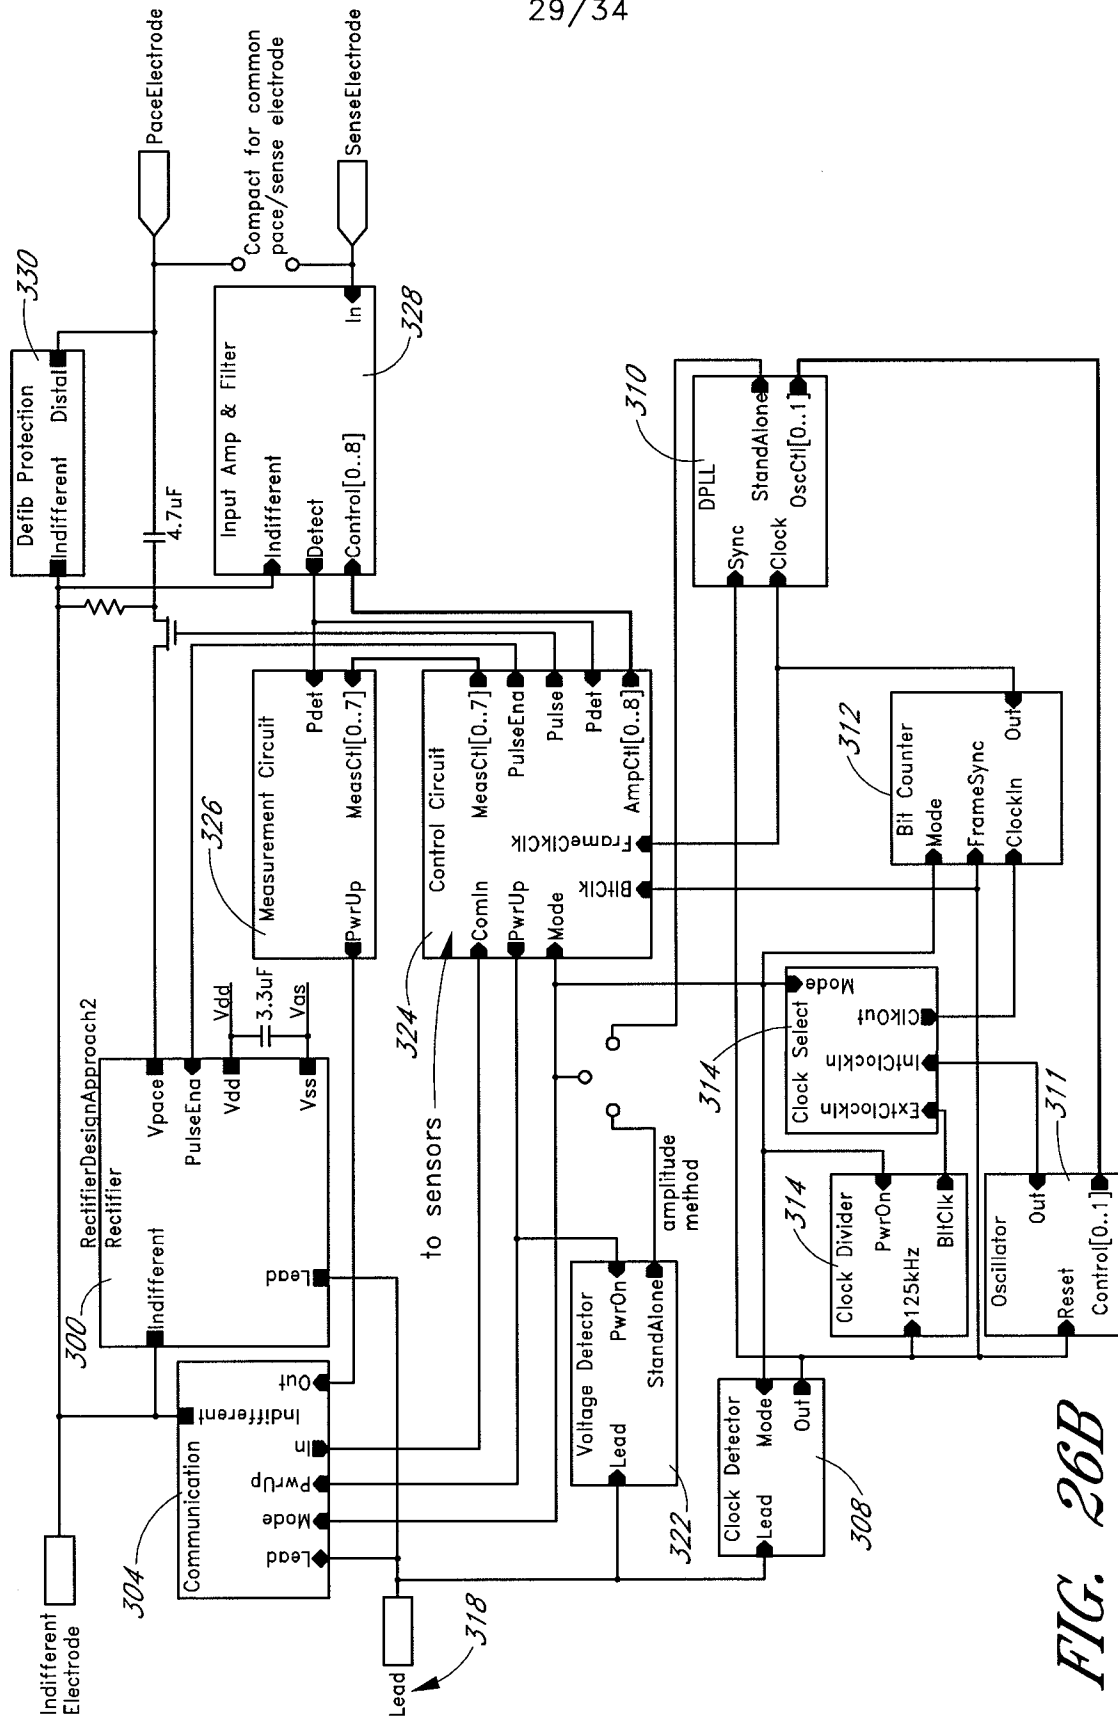 29/34
Indifferent
Electrode
304
Communication
Lead
Mode
PwrUp
In
Indifferent
Out
Lead
318
300
RectifierDesignApproach2
Rectifier
Indifferent
Lead
Vpace
PulseEna
Vdd
Vss
Vdd
3.3uF
Vas
330
Defib Protection
Indifferent
Distal
4.7uF
PaceElectrode
Compact for common
pace/sense electrode
SenseElectrode
Input Amp & Filter
Indifferent
Detect
Control[0..8]
In
328
326
Measurement Circuit
PwrUp
Pdet
MeasCtl[0..7]
324
to sensors
Control Circuit
ComIn
PwrUp
Mode
BltClk
FrameClkClk
MeasCtl[0..7]
PulseEna
Pulse
Pdet
AmpCtl[0..8]
322
Voltage Detector
Lead
PwrOn
StandAlone
amplitude
method
308
Clock Detector
Lead
Mode
Out
314
Clock Select
ExtClockIn
IntClockIn
ClkOut
Mode
314
Clock Divider
125kHz
PwrOn
BltClk
311
Oscillator
Reset
Out
Control[0..1]
312
Bit Counter
Mode
FrameSync
ClockIn
Out
310
DPLL
Sync
Clock
StandAlone
OscCtl[0..1]
FIG. 26B